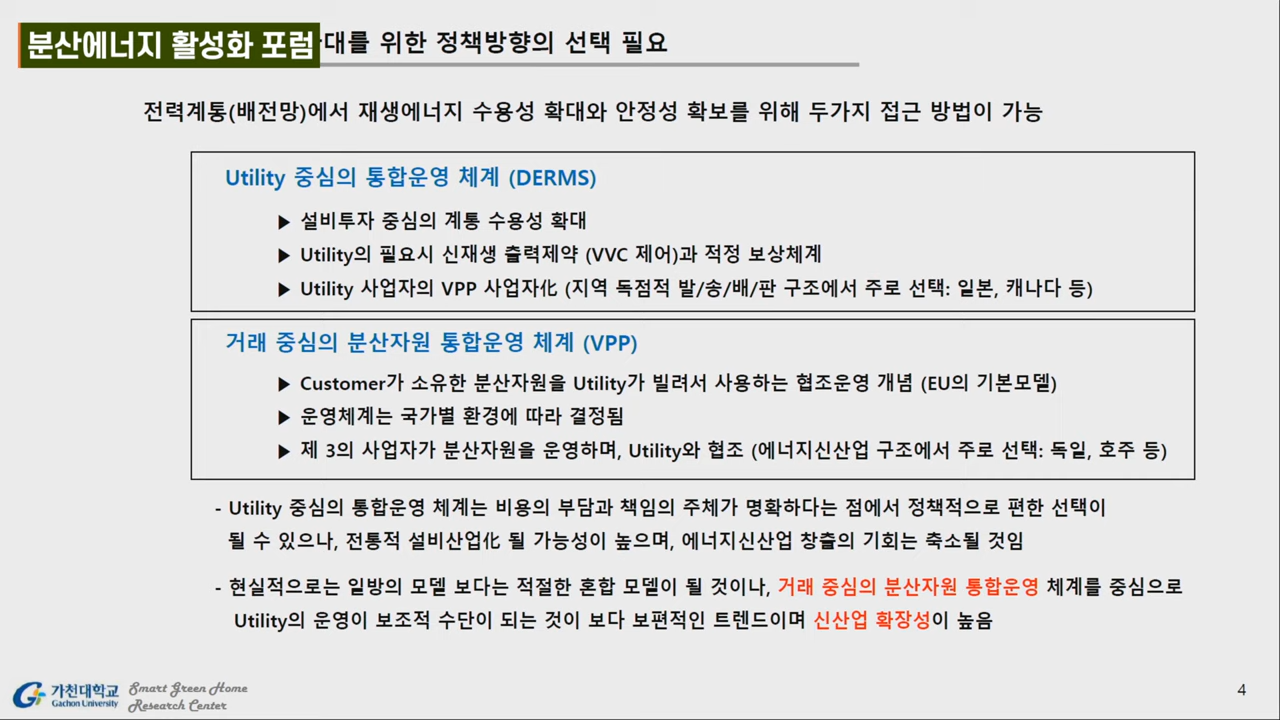 분산에너지 활성화 포럼
대를 위한 정책방향의 선택 필요
전력계통(배전망)에서 재생에너지 수용성 확대와 안정성 확보를 위해 두가지 접근 방법이 가능
Utility 중심의 통합운영 체계 (DERMS)
▶ 설비투자 중심의 계통 수용성 확대
▶ Utility의 필요시 신재생 출력제약 (VVC 제어)과 적정 보상체계
▶ Utility 사업자의 VPP 사업자化 (지역 독점적 발/송/배/판 구조에서 주로 선택: 일본, 캐나다 등)
거래 중심의 분산자원 통합운영 체계 (VPP)
▶ Customer가 소유한 분산자원을 Utility가 빌려서 사용하는 협조운영 개념 (EU의 기본모델)
▶ 운영체계는 국가별 환경에 따라 결정됨
▶ 제 3의 사업자가 분산자원을 운영하며, Utility와 협조 (에너지신산업 구조에서 주로 선택: 독일, 호주 등)
- Utility 중심의 통합운영 체계는 비용의 부담과 책임의 주체가 명확하다는 점에서 정책적으로 편한 선택이
될 수 있으나, 전통적 설비산업化 될 가능성이 높으며, 에너지신산업 창출의 기회는 축소될 것임
- 현실적으로는 일방의 모델 보다는 적절한 혼합 모델이 될 것이나, 거래 중심의 분산자원 통합운영 체계를 중심으로
Utility의 운영이 보조적 수단이 되는 것이 보다 보편적인 트렌드이며 신산업 확장성이 높음
가천대학교
Gachon University
Smart Green Home
Research Center
4